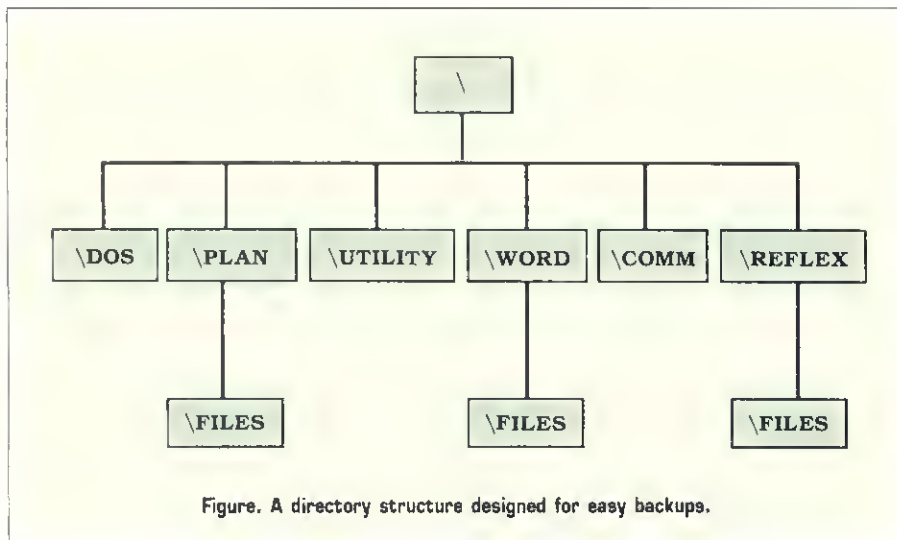 \
\DOS
\PLAN
\UTILITY
\WORD
\COMM
\REFLEX
\FILES
\FILES
\FILES
Figure. A directory structure designed for easy backups.